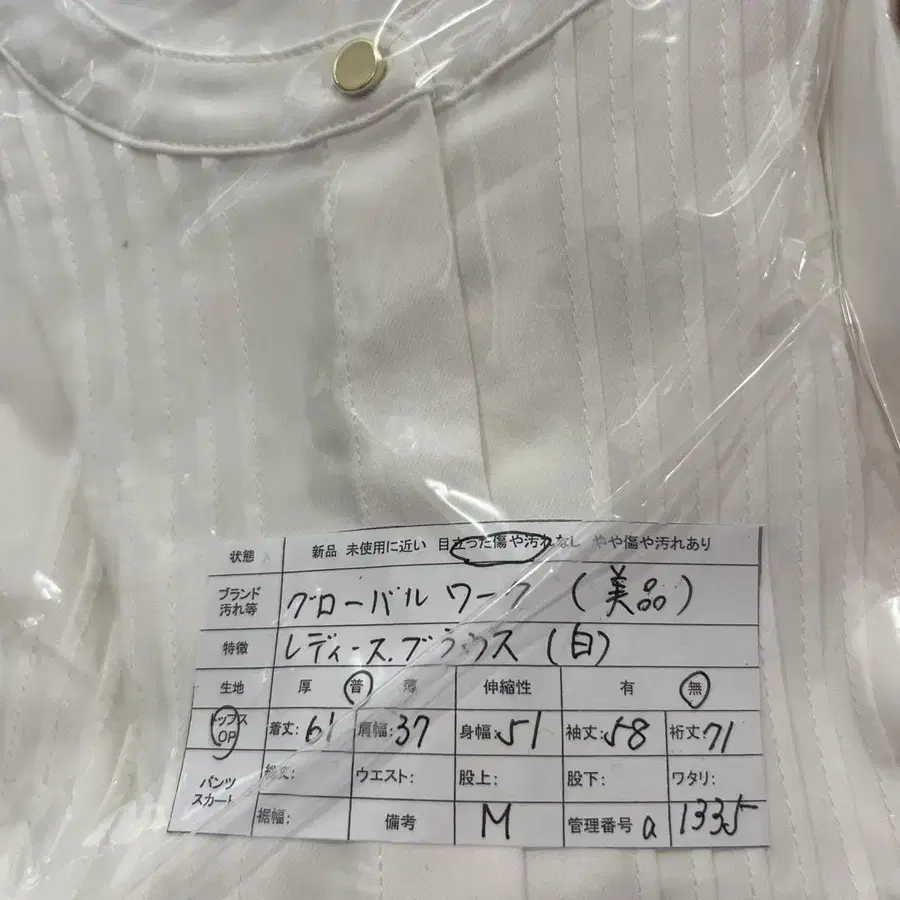 状態 新品 未使用に近い 目立った傷や汚れなし やや傷や汚れあり
ブランド 汚れ等 グローバルワーク (美品)
特徴 レディース.ブラウス (白)
生地 厚 普 薄 伸縮性 有 無
トップス OP 着丈:61 肩幅:37 身幅:51 袖丈:58 裄丈71
パンツ スカート 総丈: ウエスト: 股上: 股下: ワタリ:
裾幅: 備考 M 管理番号 a 1335